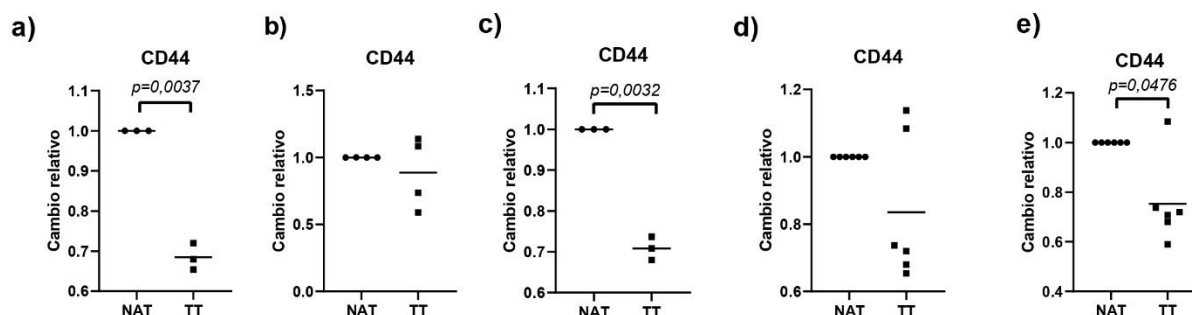 a)
CD44
p=0,0037
Cambio relativo
1.1
1.0
0.9
0.8
0.7
0.6
NAT TT
b)
CD44
Cambio relativo
1.5
1.0
0.5
0.0
NAT TT
c)
CD44
p=0,0032
Cambio relativo
1.1
1.0
0.9
0.8
0.7
0.6
NAT TT
d)
CD44
Cambio relativo
1.2
1.0
0.8
0.6
NAT TT
e)
CD44
p=0,0476
Cambio relativo
1.2
1.0
0.8
0.6
0.4
NAT TT